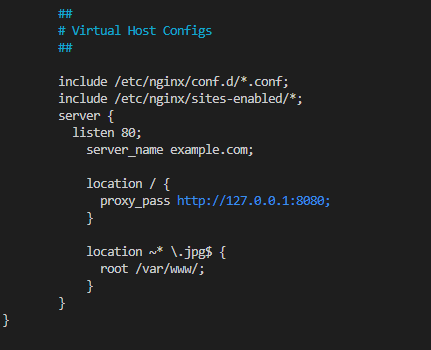 ##
# Virtual Host Configs
##
include /etc/nginx/conf.d/*.conf;
include /etc/nginx/sites-enabled/*;
server {
listen 80;
server_name example.com;
location / {
proxy_pass http://127.0.0.1:8080;
}
location ~* \.jpg$ {
root /var/www/;
}
}
}